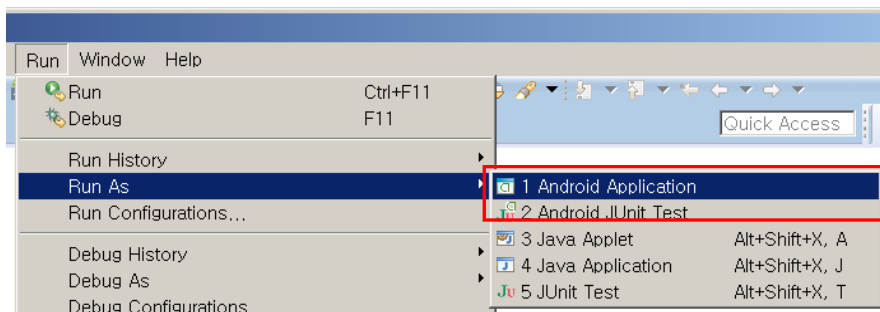 Run Window Help
Run Ctrl+F11
Debug F11
Quick Access
Run History
Run As
Run Configurations...
Debug History
Debug As
Debug Configurations
1 Android Application
2 Android JUnit Test
3 Java Applet Alt+Shift+X, A
4 Java Application Alt+Shift+X, J
5 JUnit Test Alt+Shift+X, T